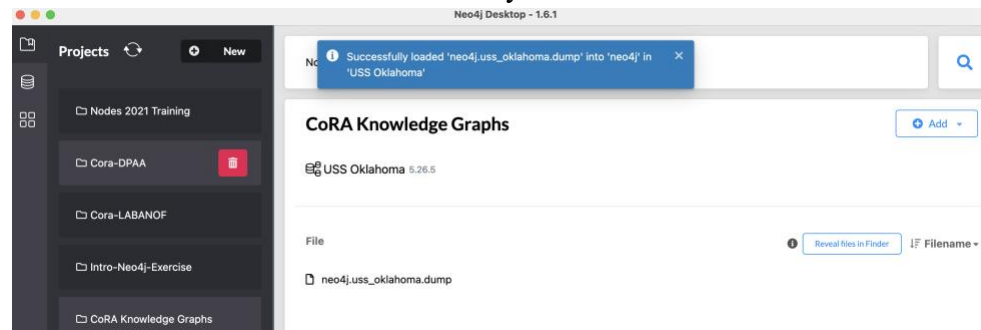 Neo4j Desktop - 1.6.1
Projects
New
Nodes 2021 Training
Cora-DPAA
Cora-LABANOF
Intro-Neo4j-Exercise
CoRA Knowledge Graphs
Successfully loaded 'neo4j.uss_oklahoma.dump' into 'neo4j' in
'USS Oklahoma'
CoRA Knowledge Graphs
Add
USS Oklahoma 5.26.5
File
Reveal files in Finder
Filename
neo4j.uss_oklahoma.dump